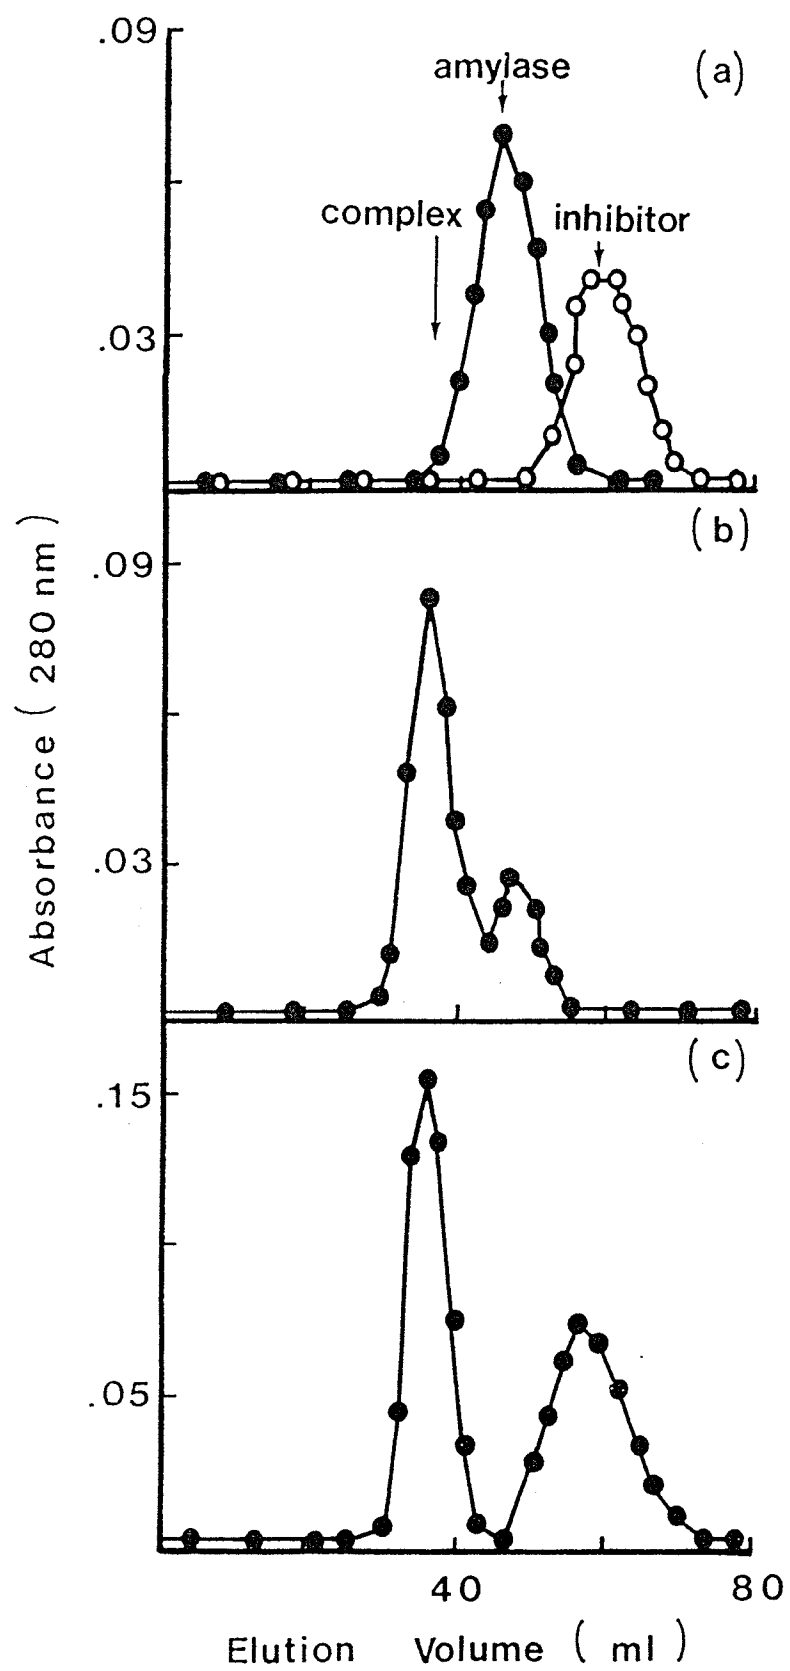 .09
amylase
(a)
complex
inhibitor
.03
(b)
.09
.03
Absorbance ( 280 nm )
(c)
.15
.05
40
80
Elution Volume ( ml )